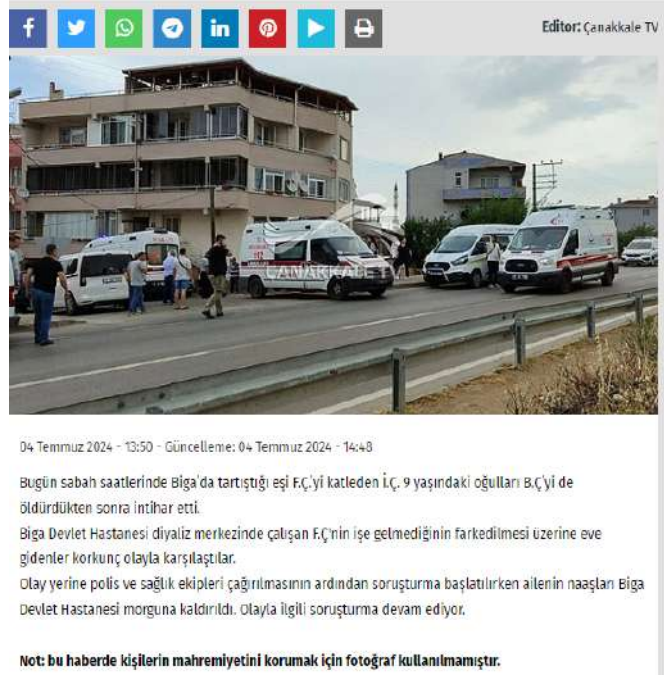 Editor: Çanakkale TV
112
ÇANAKKALE TV
04 Temmuz 2024 - 13:50 - Güncelleme: 04 Temmuz 2024 - 14:48
Bugün sabah saatlerinde Biga'da tartıştığı eşi F.Ç.'yi katleden İ.Ç. 9 yaşındaki oğulları B.Ç'yi de
öldürdükten sonra intihar etti.
Biga Devlet Hastanesi diyaliz merkezinde çalışan F.Ç'nin işe gelmediğinin farkedilmesi üzerine eve
gidenler korkunç olayla karşılaştılar.
Olay yerine polis ve sağlık ekipleri çağırılmasının ardından soruşturma başlatılırken ailenin naaşları Biga
Devlet Hastanesi morguna kaldırıldı. Olayla ilgili soruşturma devam ediyor.
Not: bu haberde kişilerin mahremiyetini korumak için fotoğraf kullanılmamıştır.